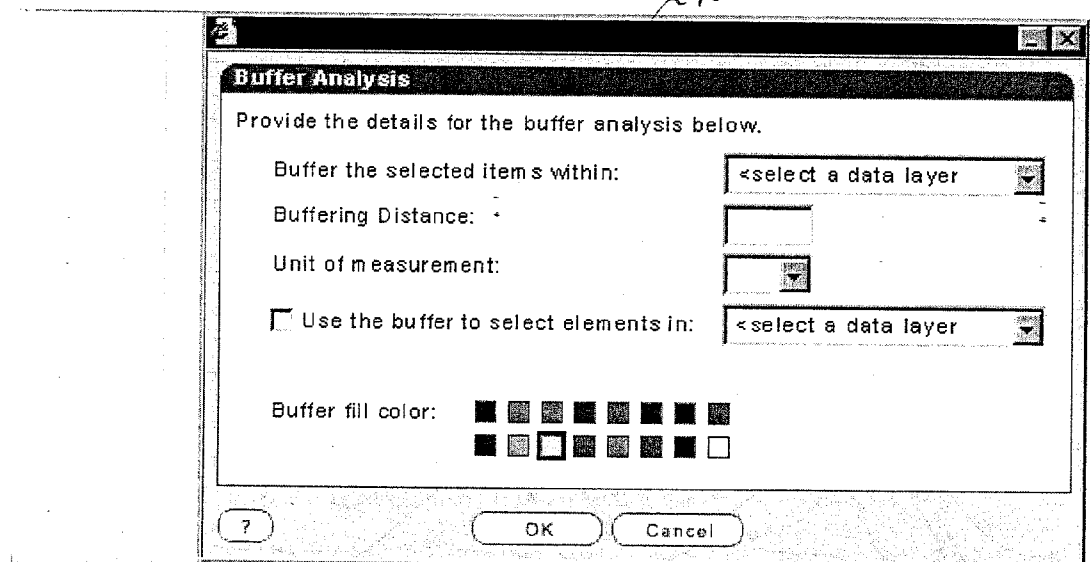 Buffer Analysis
Provide the details for the buffer analysis below.
Buffer the selected items within: <select a data layer
Buffering Distance:
Unit of measurement:
Use the buffer to select elements in: <select a data layer
Buffer fill color:
? OK Cancel